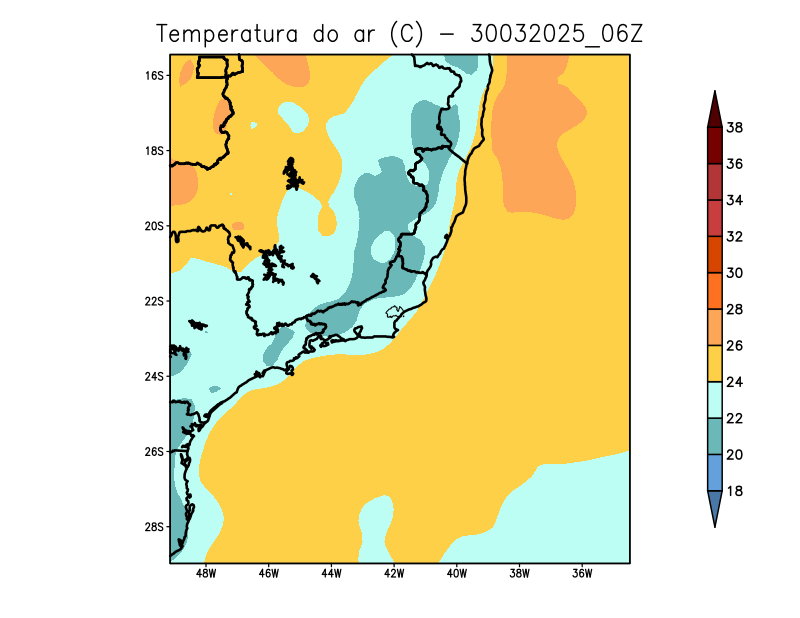 Temperatura do ar (C) – 30032025_06Z
16S
18S
20S
22S
24S
26S
28S
48W 46W 44W 42W 40W 38W 36W
38
36
34
32
30
28
26
24
22
20
18